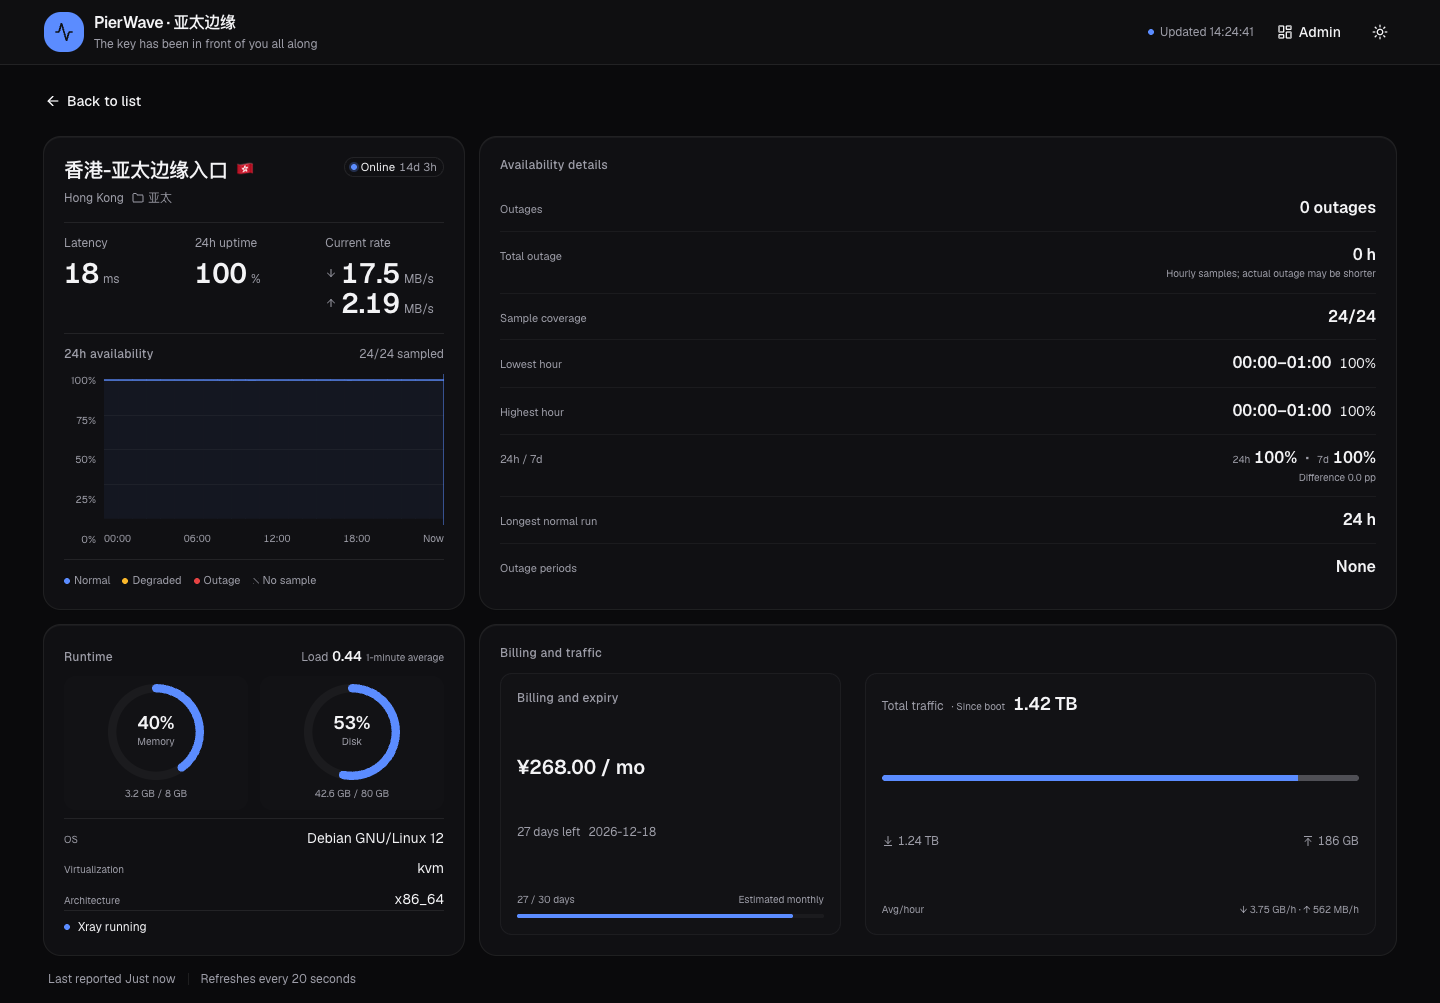 PierWave · 亚太边缘
The key has been in front of you all along
Updated 14:24:41
Admin
Back to list
香港-亚太边缘入口
Online 14d 3h
Hong Kong 亚太
Latency
18 ms
24h uptime
100 %
Current rate
↓ 17.5 MB/s
↑ 2.19 MB/s
24h availability
24/24 sampled
100%
75%
50%
25%
0%
00:00 06:00 12:00 18:00 Now
Normal Degraded Outage No sample
Availability details
Outages 0 outages
Total outage 0 h
Hourly samples; actual outage may be shorter
Sample coverage 24/24
Lowest hour 00:00–01:00 100%
Highest hour 00:00–01:00 100%
24h / 7d 24h 100% · 7d 100%
Difference 0.0 pp
Longest normal run 24 h
Outage periods None
Runtime
Load 0.44 1-minute average
40%
Memory
3.2 GB / 8 GB
53%
Disk
42.6 GB / 80 GB
OS Debian GNU/Linux 12
Virtualization kvm
Architecture x86_64
Xray running
Billing and traffic
Billing and expiry
¥268.00 / mo
27 days left 2026-12-18
27 / 30 days Estimated monthly
Total traffic · Since boot 1.42 TB
↓ 1.24 TB
↑ 186 GB
Avg/hour ↓ 3.75 GB/h · ↑ 562 MB/h
Last reported Just now
Refreshes every 20 seconds